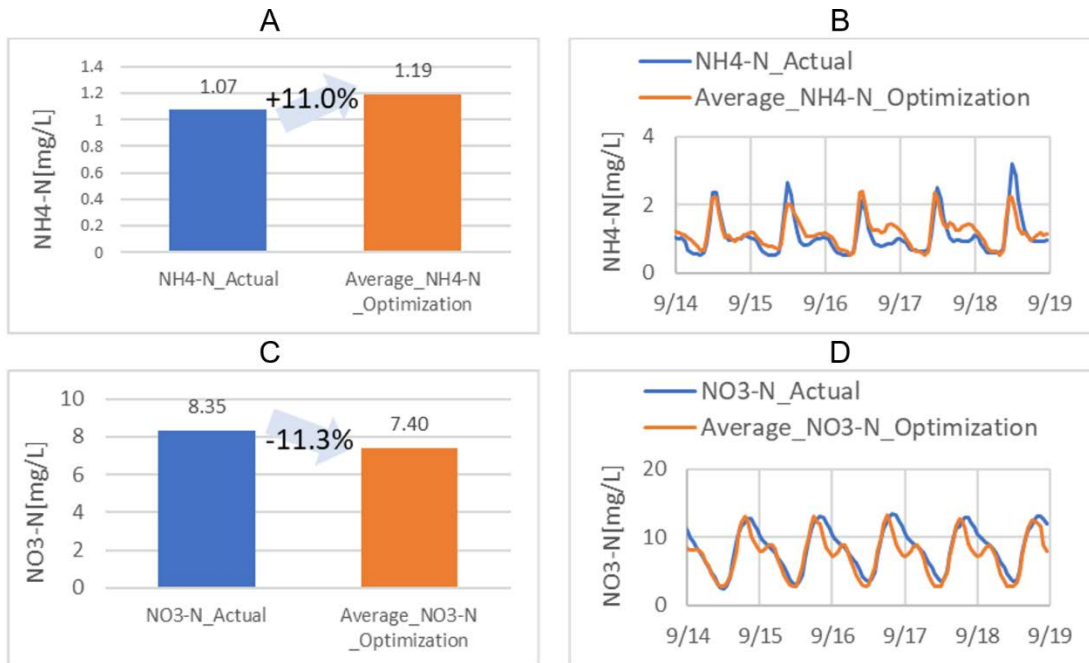 A
1.4
1.2
1
0.8
0.6
0.4
0.2
0
NH4-N[mg/L]
1.07
+11.0%
1.19
NH4-N_Actual
Average_NH4-N
_Optimization
B
NH4-N_Actual
Average_NH4-N_Optimization
4
2
0
NH4-N[mg/L]
9/14 9/15 9/16 9/17 9/18 9/19
C
10
8
6
4
2
0
NO3-N[mg/L]
8.35
-11.3%
7.40
NO3-N_Actual
Average_NO3-N
_Optimization
D
NO3-N_Actual
Average_NO3-N_Optimization
20
10
0
NO3-N[mg/L]
9/14 9/15 9/16 9/17 9/18 9/19